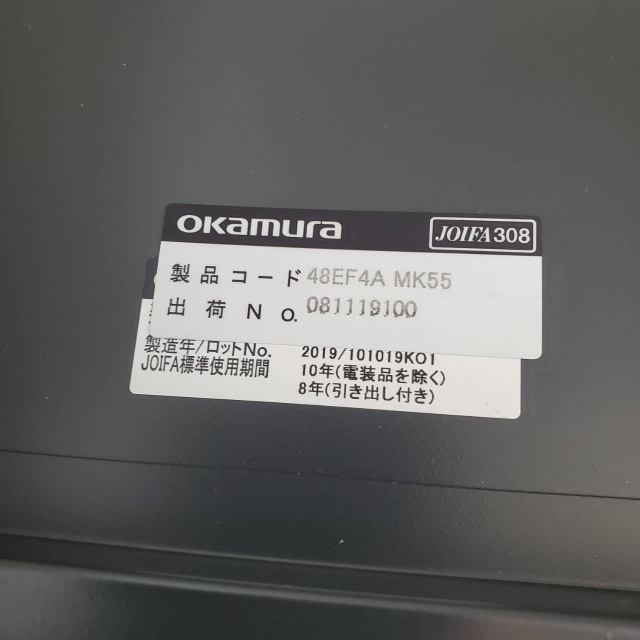 okamura
JOIFA308
製品コード 48EF4A MK55
出荷NO. 081119100
製造年/ロットNo. 2019/101019K01
JOIFA標準使用期間 10年(電装品を除く)
8年(引き出し付き)